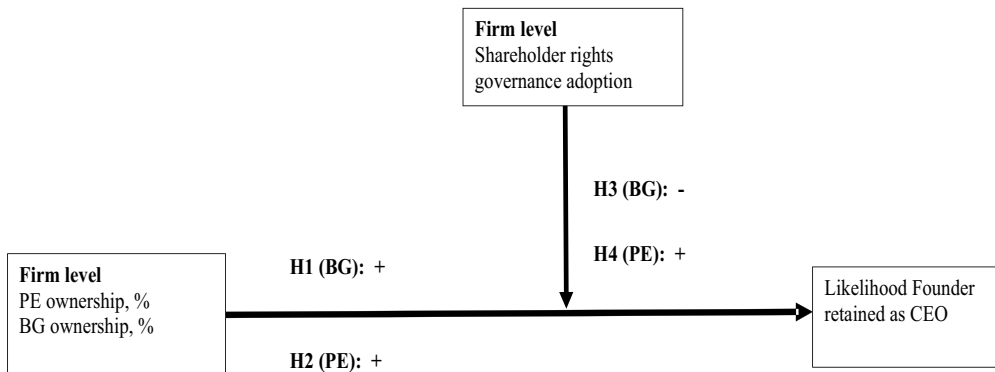 Firm level
Shareholder rights
governance adoption
H3 (BG): -
H4 (PE): +
H1 (BG): +
Firm level
PE ownership, %
BG ownership, %
H2 (PE): +
Likelihood Founder
retained as CEO